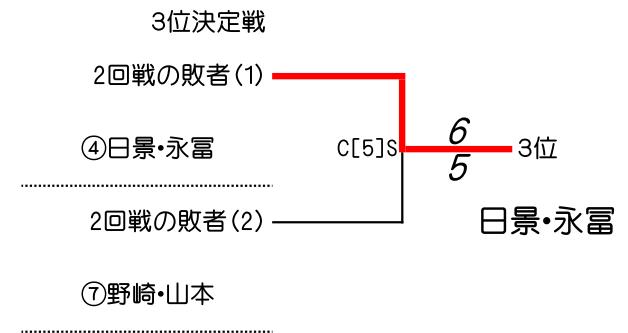 3位決定戦
2回戦の敗者(1)
④日景・永冨
C[5]S
6
5
3位
2回戦の敗者(2)
日景・永冨
⑦野崎・山本